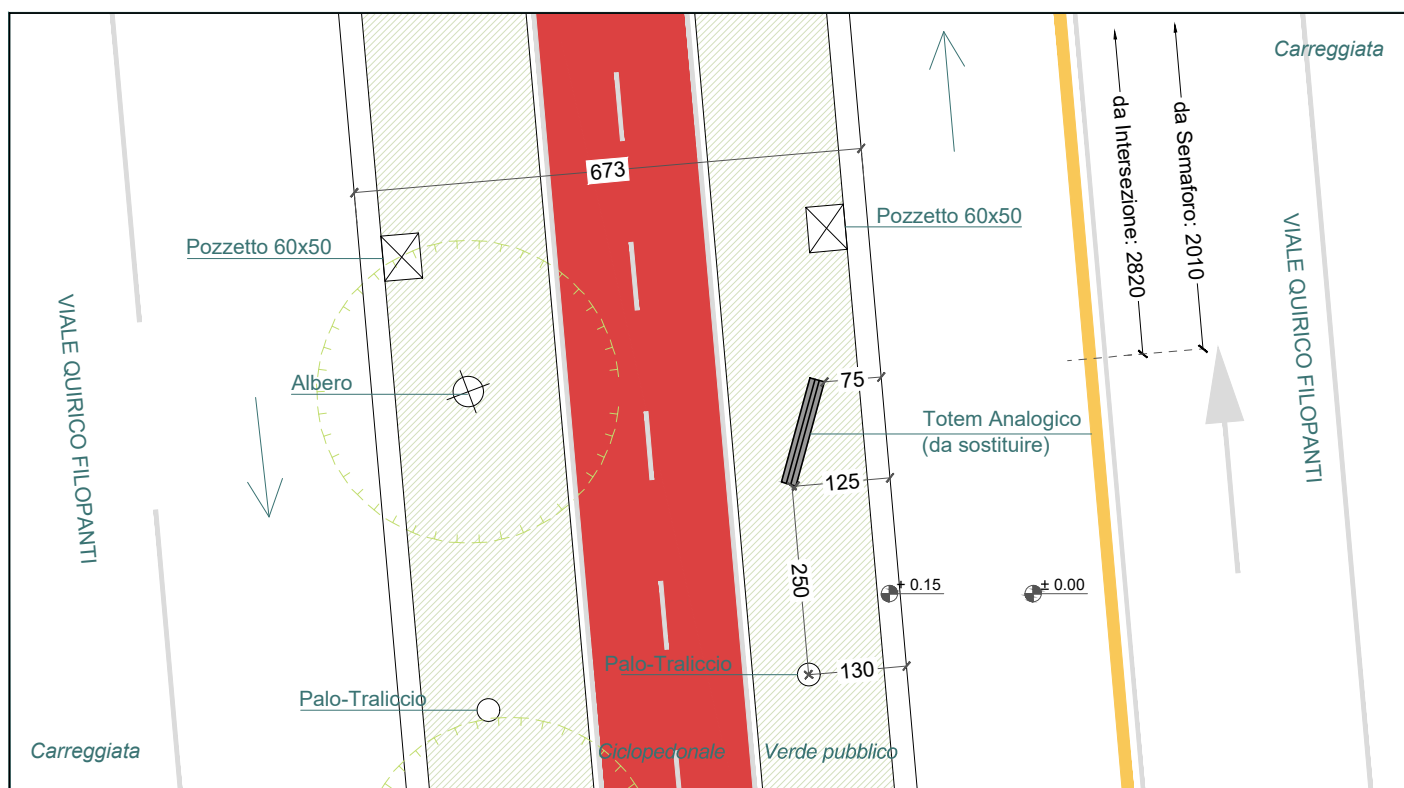 Carreggiata
da Intersezione: 2820
da Semaforo: 2010
673
Pozzetto 60x50
Pozzetto 60x50
VIALE QUIRICO FILOPANTI
VIALE QUIRICO FILOPANTI
Albero
75
Totem Analogico
(da sostituire)
125
250
+ 0.15
± 0.00
Palo-Traliccio
130
Palo-Traliccio
Carreggiata
Ciclopedonale
Verde pubblico